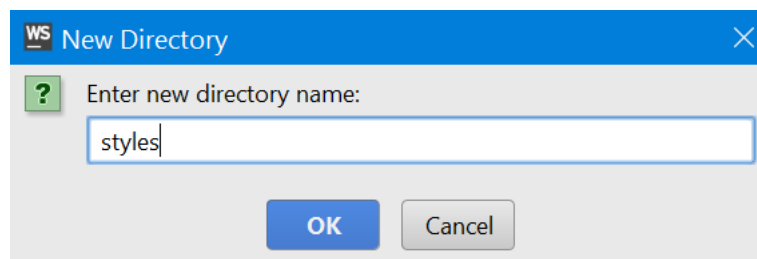 WS New Directory
? Enter new directory name:
styles
OK Cancel